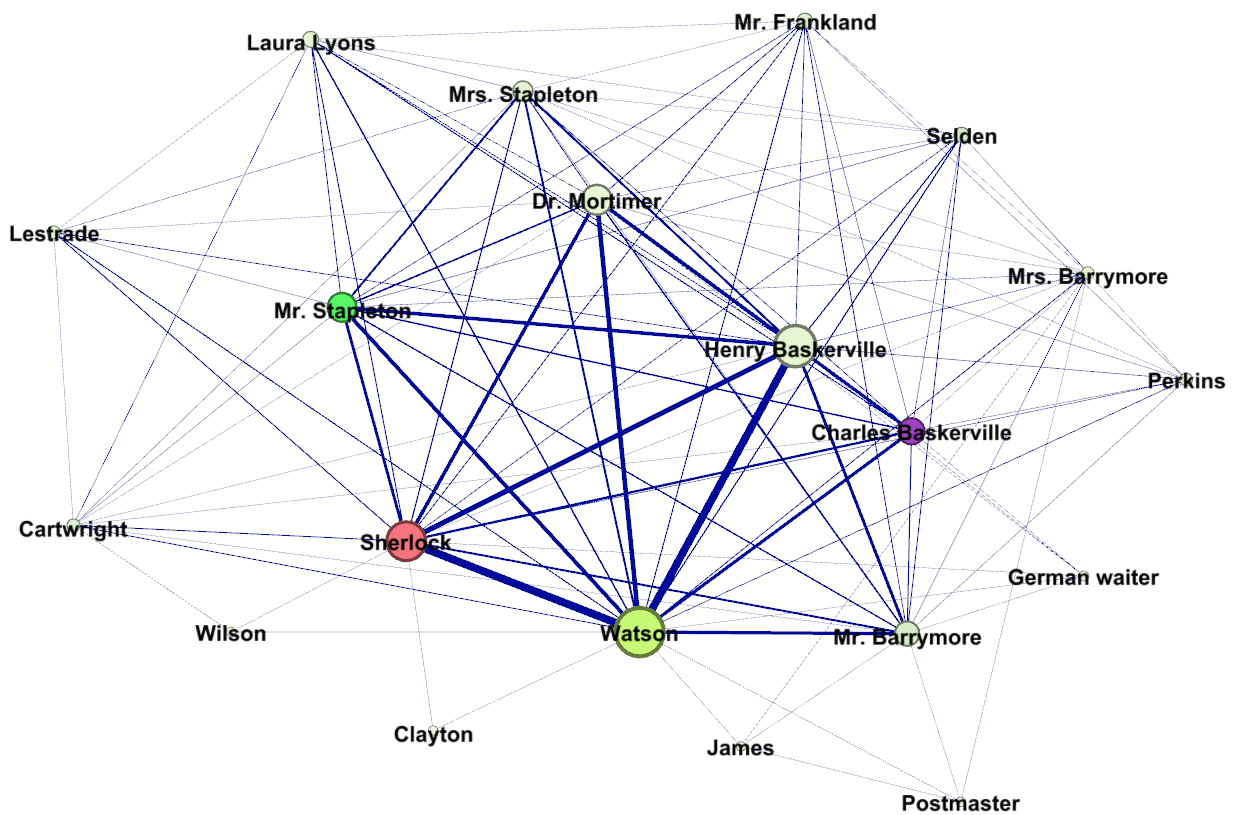 Mr. Frankland
Laura Lyons
Mrs. Stapleton
Selden
Dr. Mortimer
Lestrade
Mrs. Barrymore
Mr. Stapleton
Henry Baskerville
Perkins
Charles Baskerville
Cartwright
Sherlock
German waiter
Wilson
Watson
Mr. Barrymore
Clayton
James
Postmaster